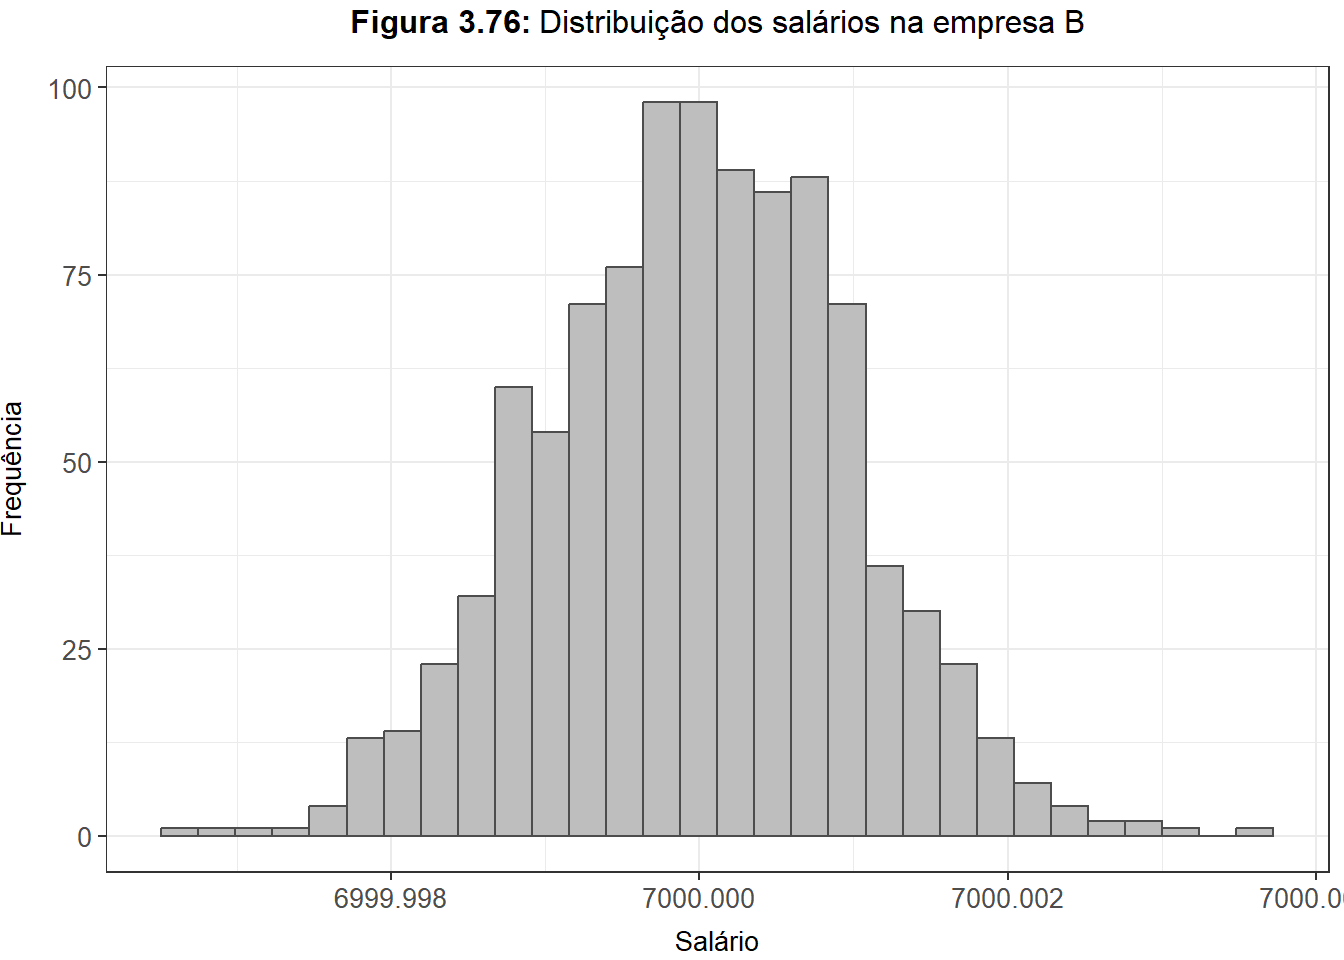 Figura 3.76: Distribuição dos salários na empresa B
Frequência
100
75
50
25
0
6999.998 7000.000 7000.002
Salário